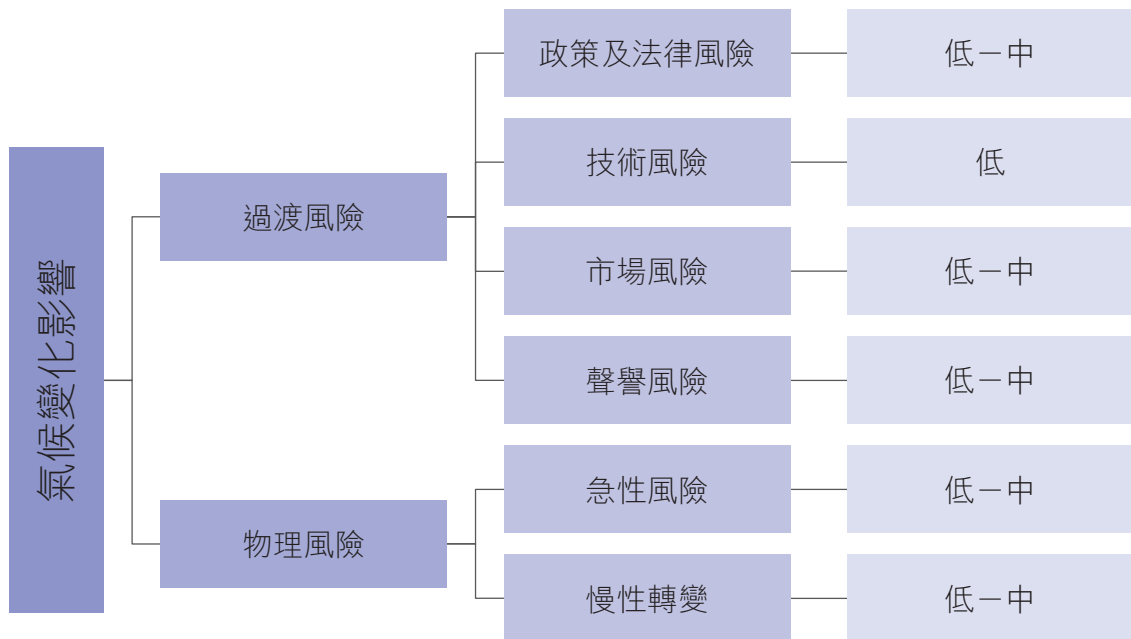 氣候變化影響
過渡風險
政策及法律風險
低－中
技術風險
低
市場風險
低－中
聲譽風險
低－中
物理風險
急性風險
低－中
慢性轉變
低－中